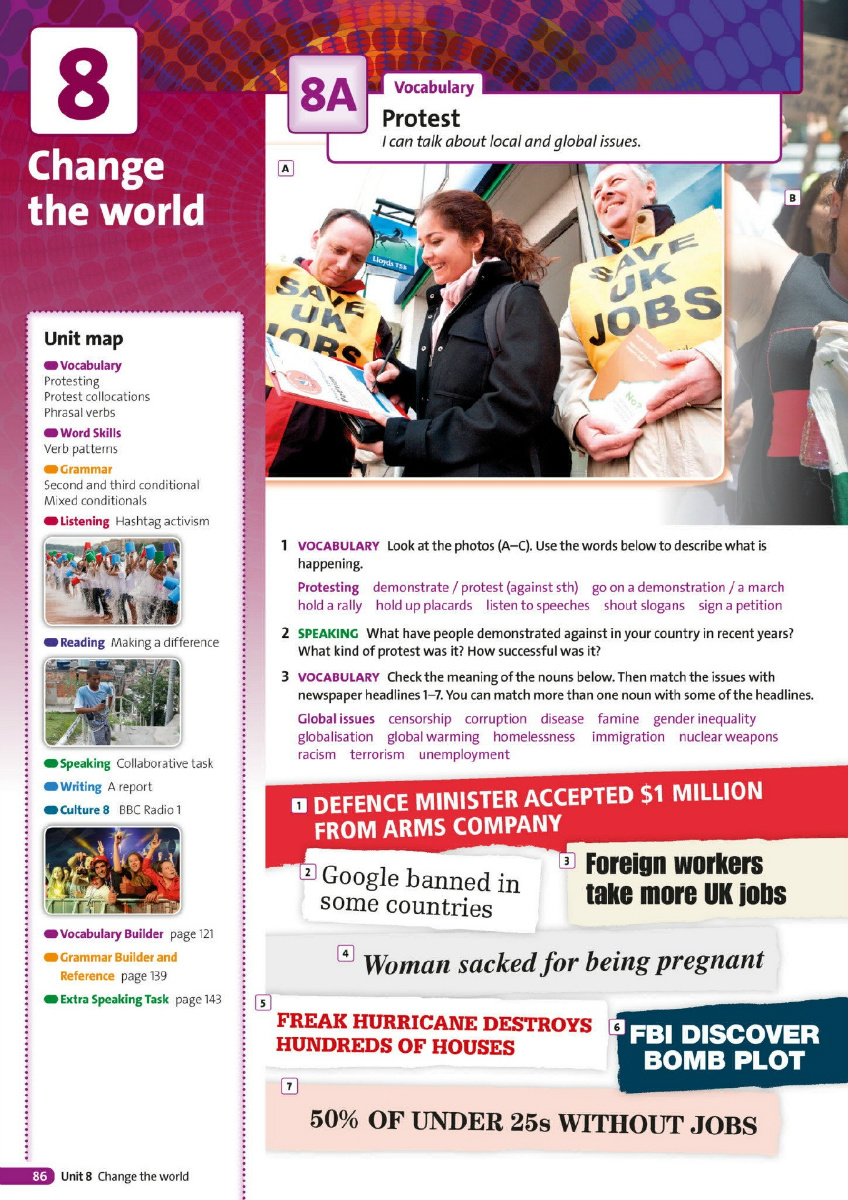 8
Change
the world
8A
Vocabulary
Protest
I can talk about local and global issues.
A
B
Lloyds TSB
SAVE
UK
JOBS
SAVE
UK
JOBS
No?
Unit map
Vocabulary
Protesting
Protest collocations
Phrasal verbs
Word Skills
Verb patterns
Grammar
Second and third conditional
Mixed conditionals
Listening Hashtag activism
Reading Making a difference
Speaking Collaborative task
Writing A report
Culture 8 BBC Radio 1
Vocabulary Builder page 121
Grammar Builder and
Reference page 139
Extra Speaking Task page 143
1 VOCABULARY Look at the photos (A–C). Use the words below to describe what is
happening.
Protesting demonstrate / protest (against sth) go on a demonstration / a march
hold a rally hold up placards listen to speeches shout slogans sign a petition
2 SPEAKING What have people demonstrated against in your country in recent years?
What kind of protest was it? How successful was it?
3 VOCABULARY Check the meaning of the nouns below. Then match the issues with
newspaper headlines 1–7. You can match more than one noun with some of the headlines.
Global issues censorship corruption disease famine gender inequality
globalisation global warming homelessness immigration nuclear weapons
racism terrorism unemployment
1 DEFENCE MINISTER ACCEPTED $1 MILLION
FROM ARMS COMPANY
2 Google banned in
some countries
3 Foreign workers
take more UK jobs
4 Woman sacked for being pregnant
5 FREAK HURRICANE DESTROYS
HUNDREDS OF HOUSES
6 FBI DISCOVER
BOMB PLOT
7
50% OF UNDER 25s WITHOUT JOBS
86 Unit 8 Change the world